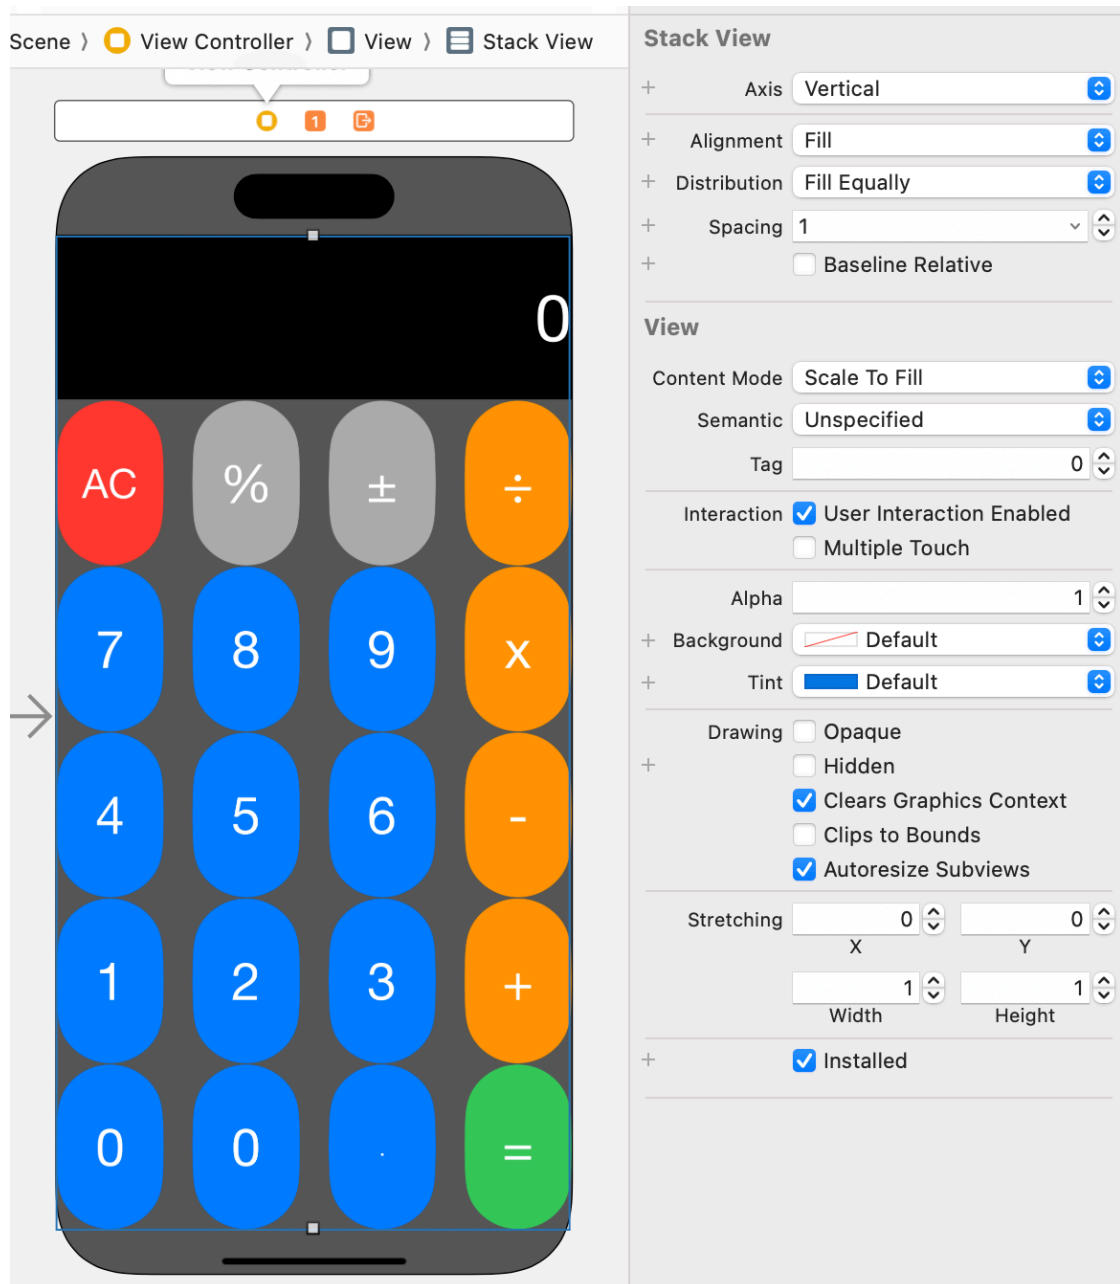 Scene 〉 View Controller 〉 View 〉 Stack View
1
0
AC % ± ÷
7 8 9 x
4 5 6 -
1 2 3 +
0 0 . =
Stack View
+ Axis Vertical
+ Alignment Fill
+ Distribution Fill Equally
+ Spacing 1
+ Baseline Relative
View
Content Mode Scale To Fill
Semantic Unspecified
Tag 0
Interaction User Interaction Enabled
Multiple Touch
Alpha 1
+ Background Default
+ Tint Default
Drawing Opaque
+ Hidden
Clears Graphics Context
Clips to Bounds
Autoresize Subviews
Stretching 0 0
X Y
1 1
Width Height
+ Installed